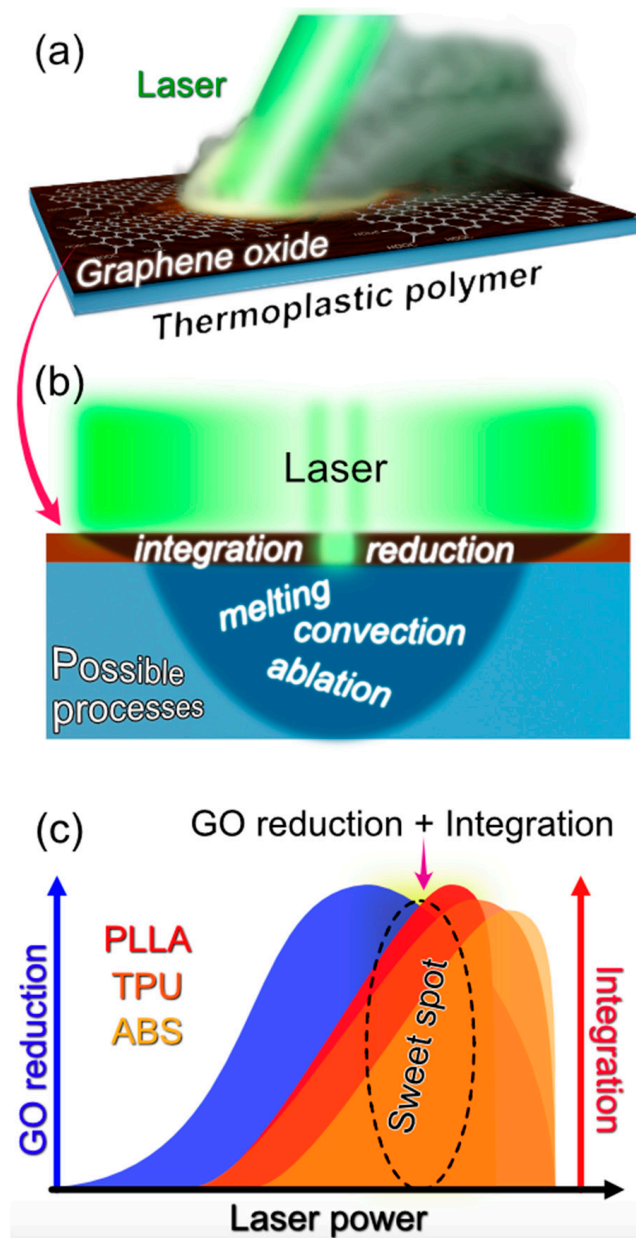 (a)
Laser
Graphene oxide
Thermoplastic polymer
(b)
Laser
integration reduction
melting
convection
ablation
Possible
processes
(c)
GO reduction + Integration
GO reduction
PLLA
TPU
ABS
Sweet spot
Integration
Laser power